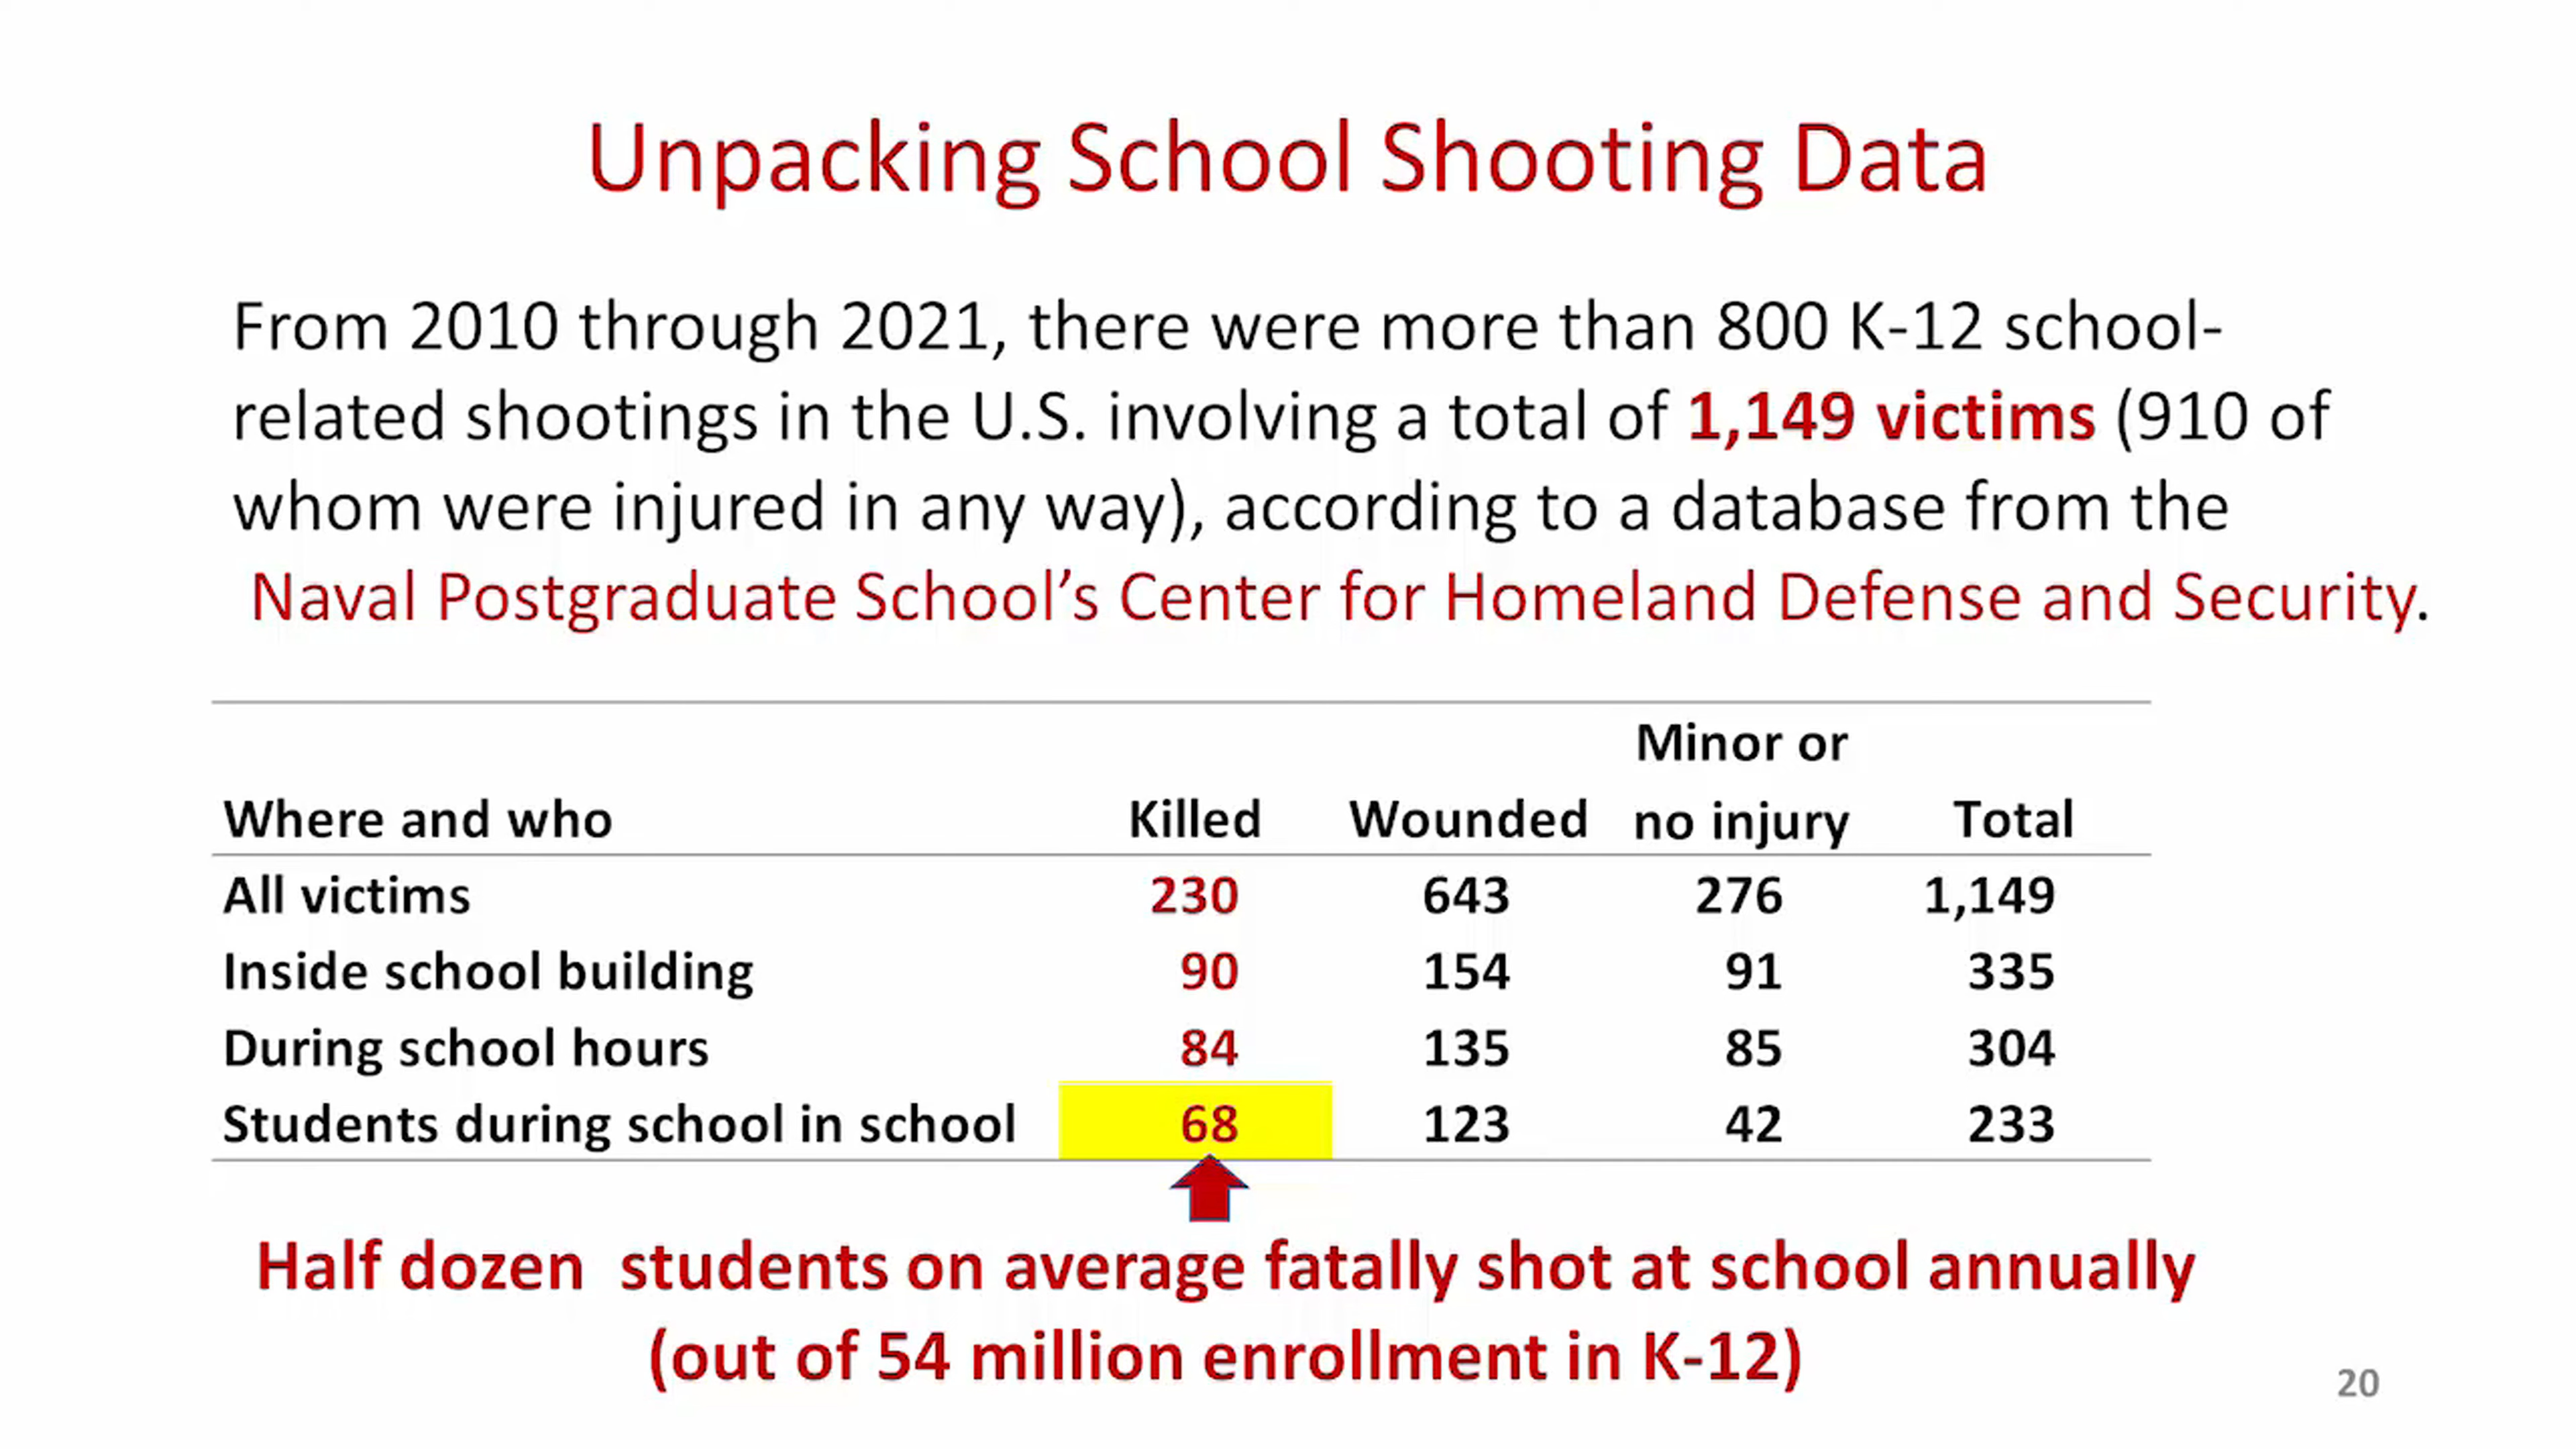 Unpacking School Shooting Data
From 2010 through 2021, there were more than 800 K-12 school-
related shootings in the U.S. involving a total of 1,149 victims (910 of
whom were injured in any way), according to a database from the
Naval Postgraduate School’s Center for Homeland Defense and Security.
Minor or
Where and who Killed Wounded no injury Total
All victims 230 643 276 1,149
Inside school building 90 154 91 335
During school hours 84 135 85 304
Students during school in school 68 123 42 233
Half dozen students on average fatally shot at school annually
(out of 54 million enrollment in K-12)
20